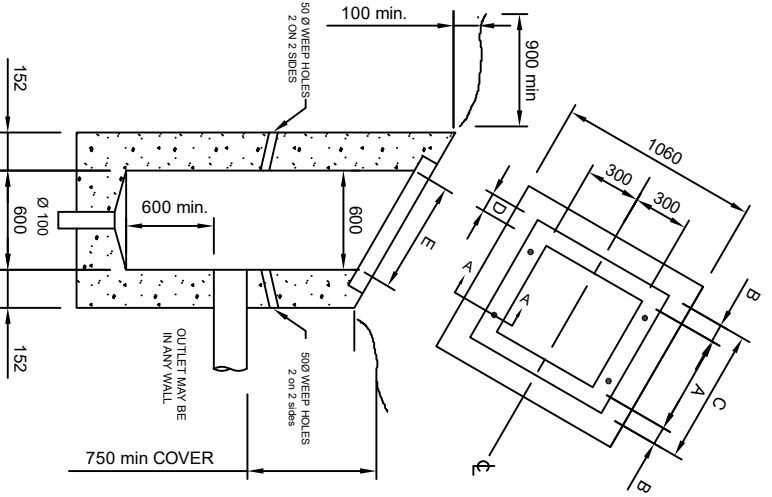 100 min.
900 min
50 Ø WEEP HOLES
2 ON 2 SIDES
152
600
152
Ø 100
600 min.
600
E
OUTLET MAY BE
IN ANY WALL
500 WEEP HOLES
2 on 2 sides
750 min COVER
1060
300
300
D
A
A
B
A
C
B
℄